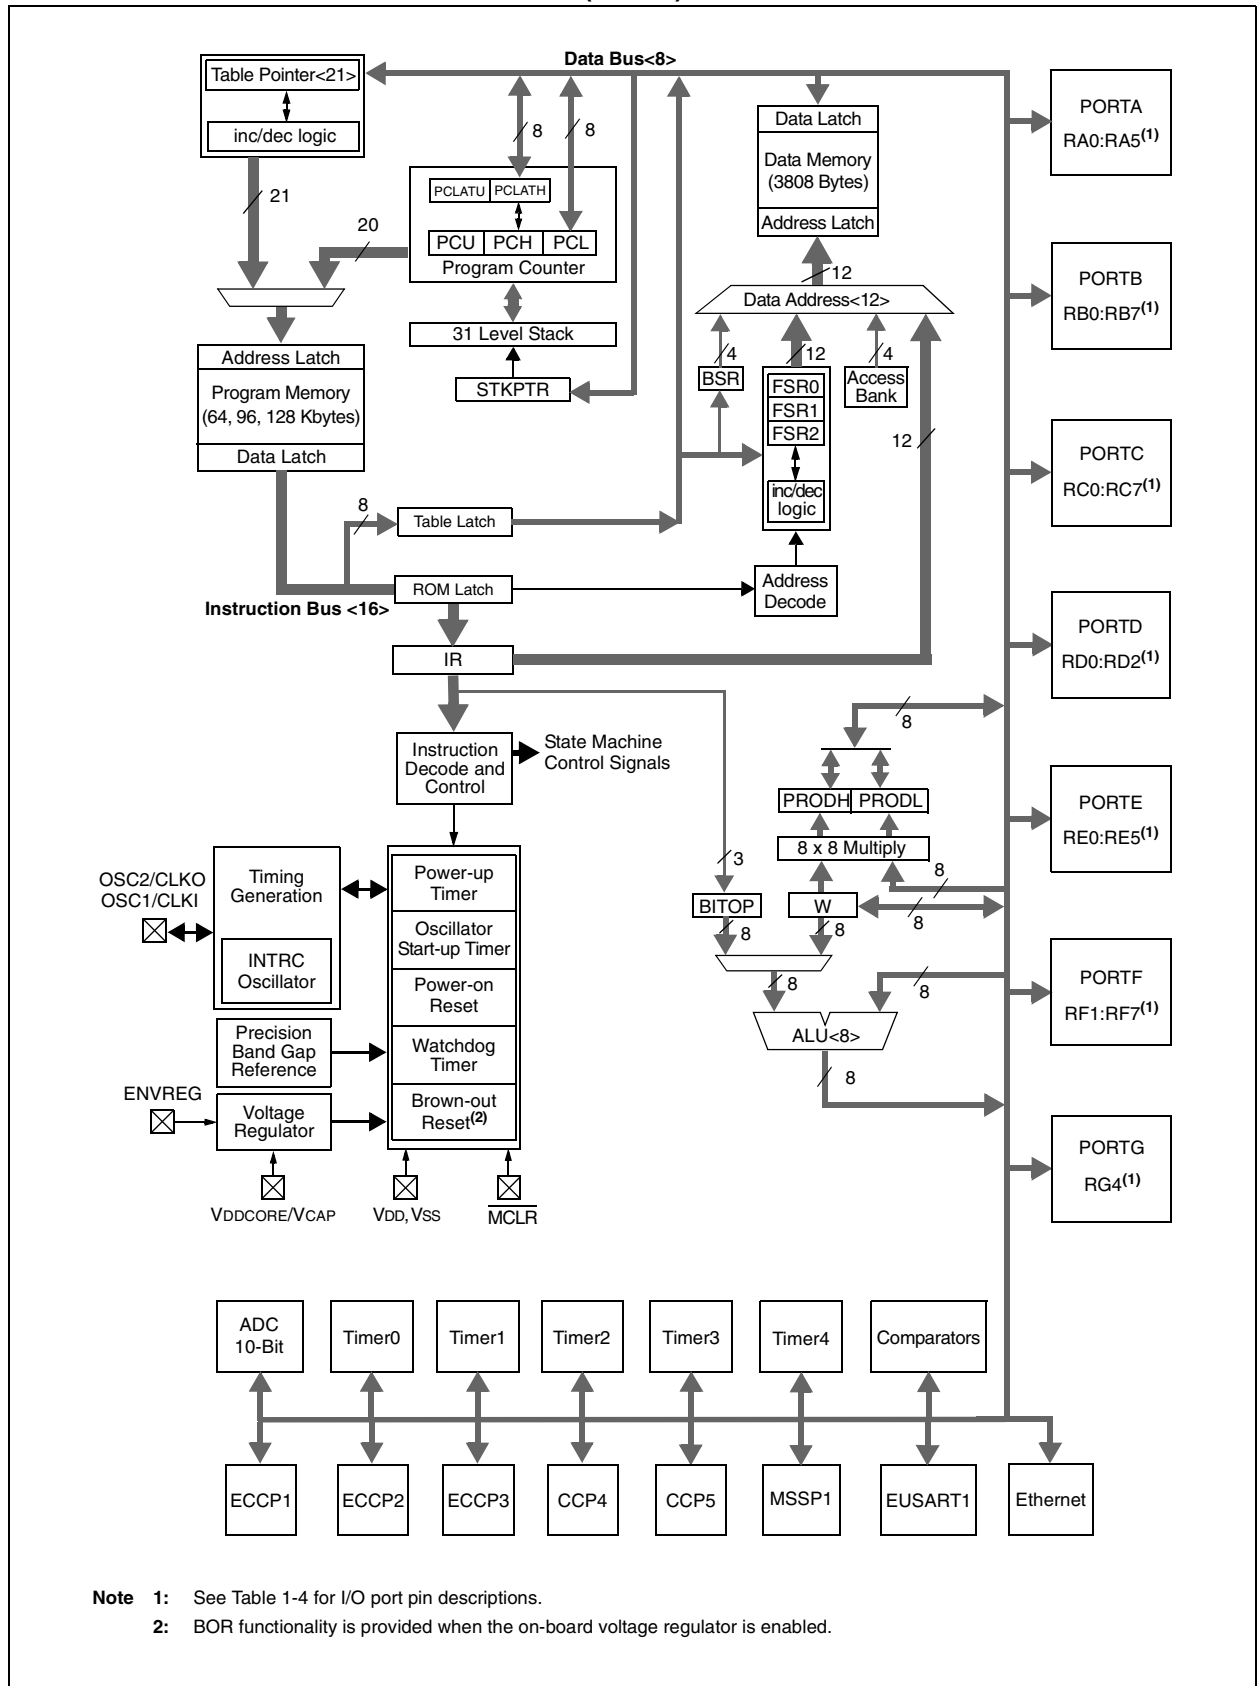 Data Bus<8>
Table Pointer<21>
inc/dec logic
21
8
8
PCLATU
PCLATH
PCU
PCH
PCL
Program Counter
20
31 Level Stack
STKPTR
Address Latch
Program Memory
(64, 96, 128 Kbytes)
Data Latch
Data Latch
Data Memory
(3808 Bytes)
Address Latch
12
Data Address<12>
4
12
4
BSR
FSR0
FSR1
FSR2
inc/dec
logic
Access
Bank
12
8
Table Latch
ROM Latch
Instruction Bus <16>
Address
Decode
IR
Instruction
Decode and
Control
State Machine
Control Signals
8
PRODH
PRODL
8 x 8 Multiply
3
8
BITOP
W
8
8
8
8
8
ALU<8>
8
OSC2/CLKO
OSC1/CLKI
Timing
Generation
INTRC
Oscillator
Power-up
Timer
Oscillator
Start-up Timer
Power-on
Reset
Watchdog
Timer
Brown-out
Reset(2)
Precision
Band Gap
Reference
ENVREG
Voltage
Regulator
VDDCORE/VCAP
VDD, VSS
MCLR
PORTA
RA0:RA5(1)
PORTB
RB0:RB7(1)
PORTC
RC0:RC7(1)
PORTD
RD0:RD2(1)
PORTE
RE0:RE5(1)
PORTF
RF1:RF7(1)
PORTG
RG4(1)
ADC
10-Bit
Timer0
Timer1
Timer2
Timer3
Timer4
Comparators
ECCP1
ECCP2
ECCP3
CCP4
CCP5
MSSP1
EUSART1
Ethernet
Note 1: See Table 1-4 for I/O port pin descriptions.
2: BOR functionality is provided when the on-board voltage regulator is enabled.